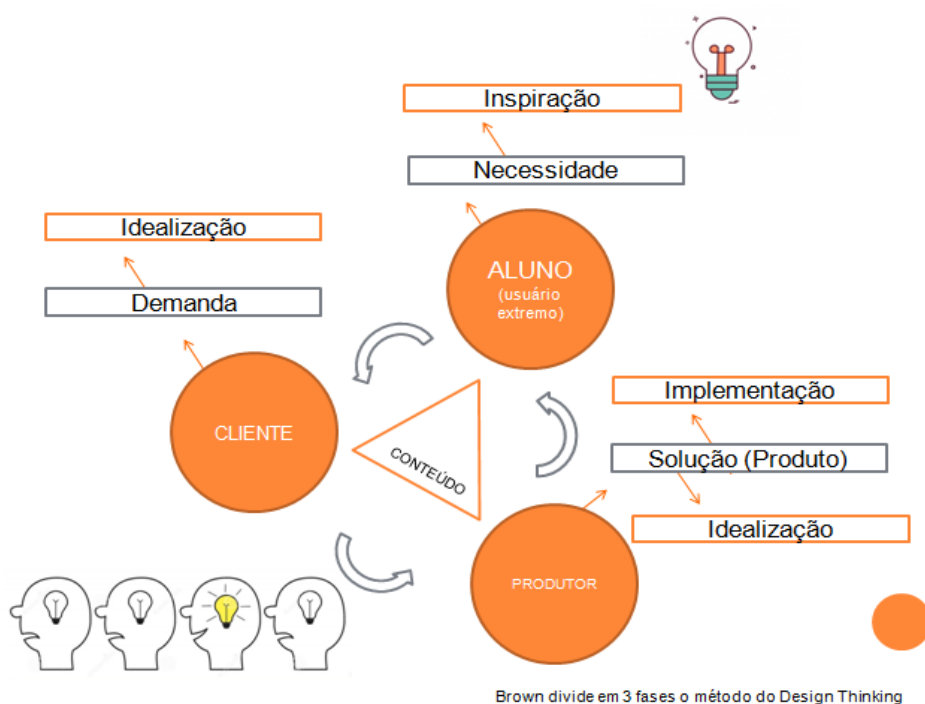 Inspiração
Necessidade
Idealização
Demanda
ALUNO
(usuário
extremo)
Implementação
Solução (Produto)
Idealização
CLIENTE
CONTEÚDO
PRODUTOR
Brown divide em 3 fases o método do Design Thinking